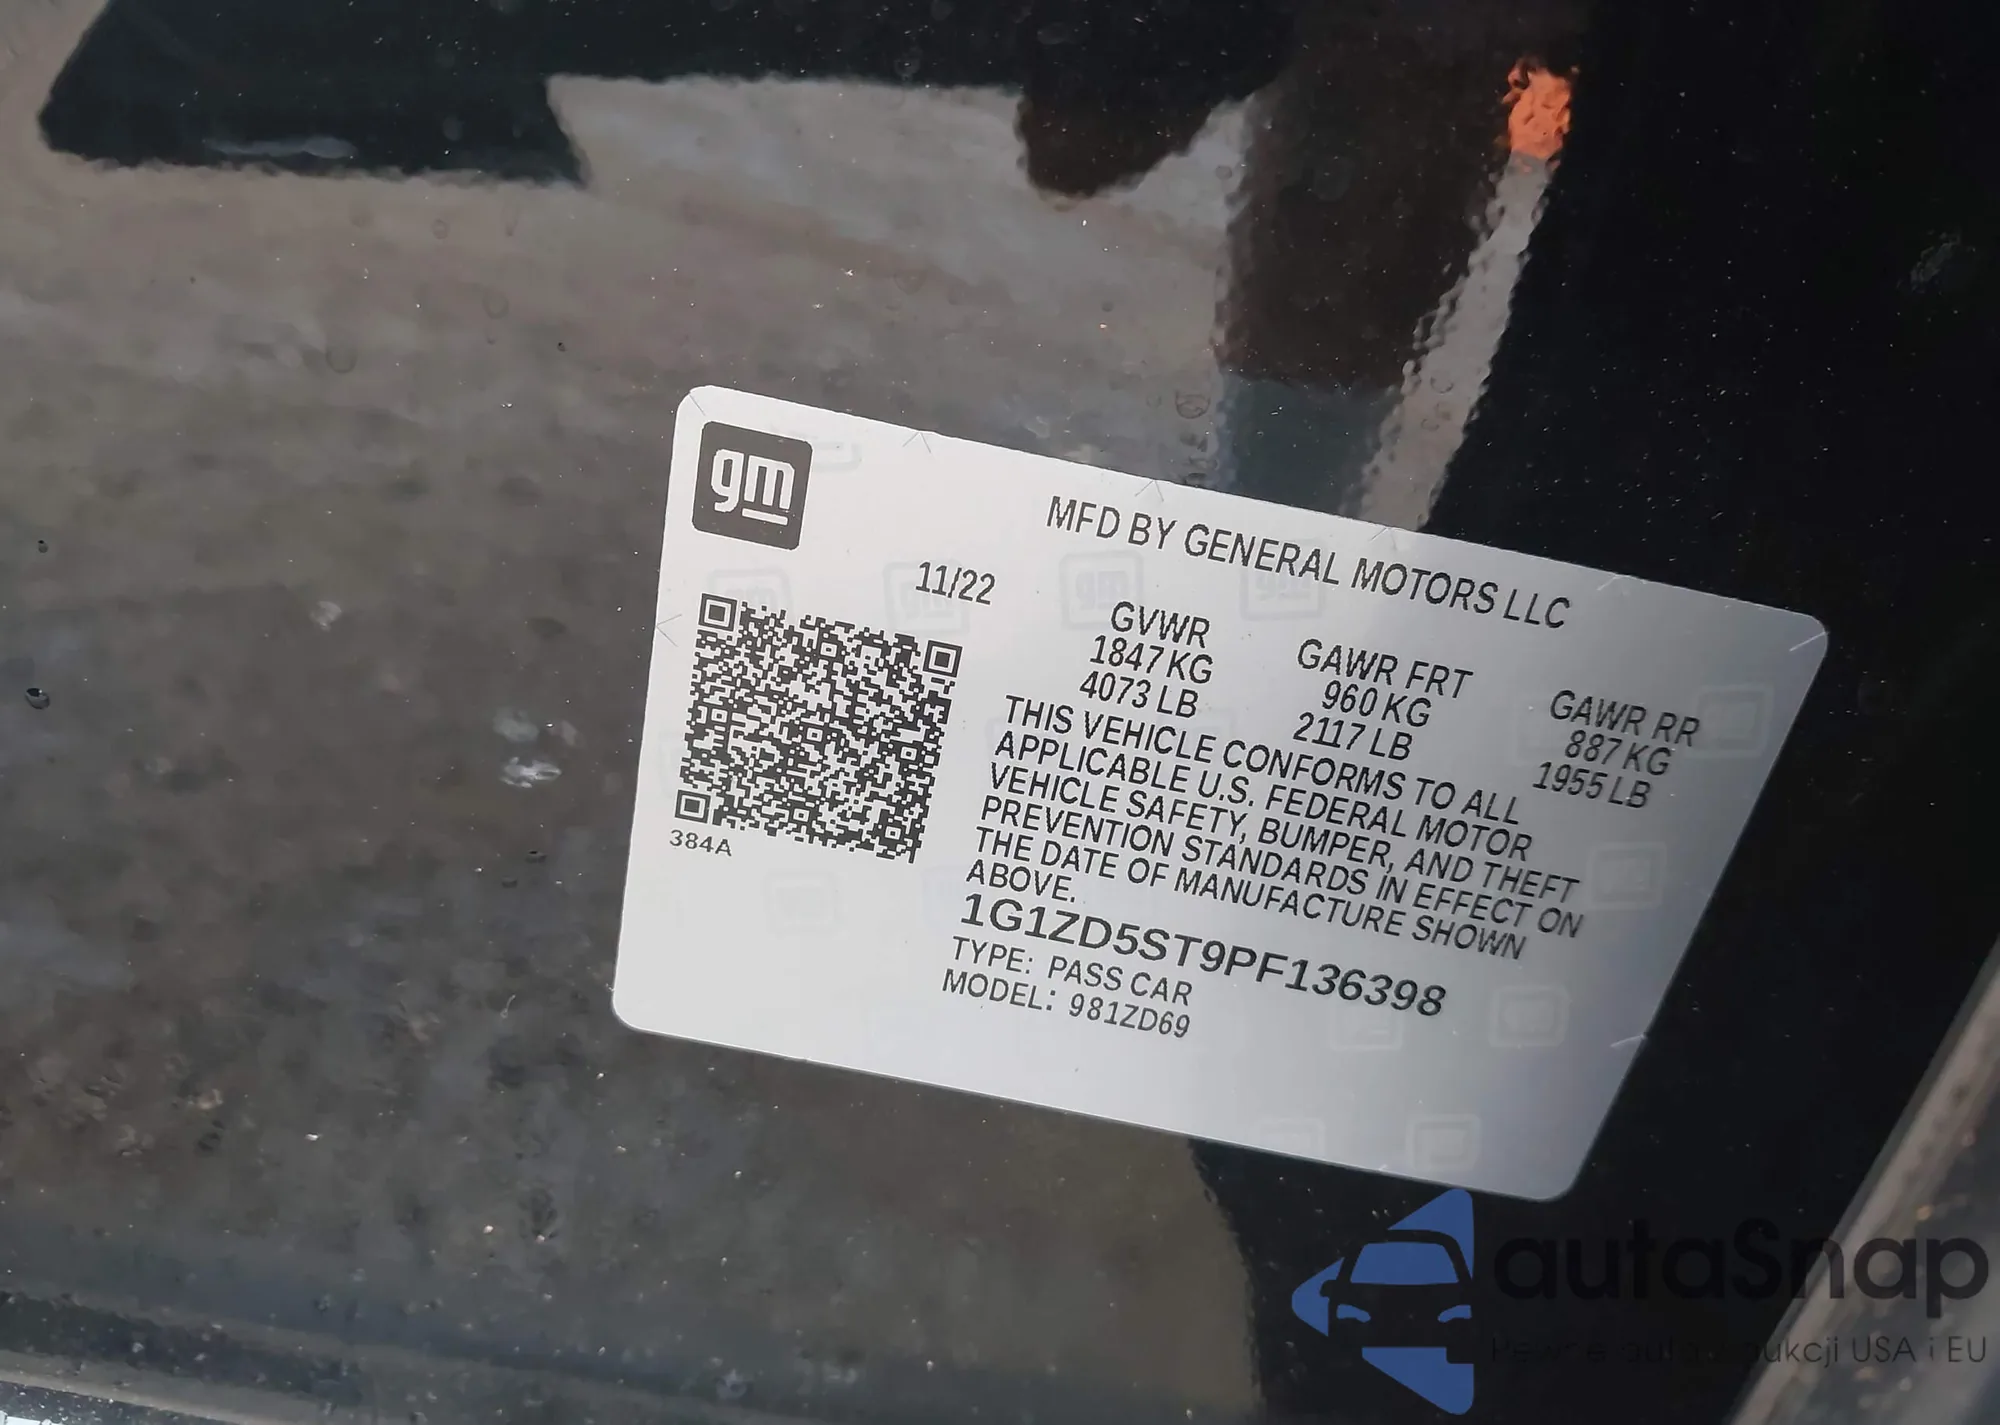 gm
MFD BY GENERAL MOTORS LLC
11/22
GVWR GAWR FRT GAWR RR
1847 KG 960 KG 887 KG
4073 LB 2117 LB 1955 LB
THIS VEHICLE CONFORMS TO ALL
APPLICABLE U.S. FEDERAL MOTOR
VEHICLE SAFETY, BUMPER, AND THEFT
PREVENTION STANDARDS IN EFFECT ON
THE DATE OF MANUFACTURE SHOWN
ABOVE.
384A
1G1ZD5ST9PF136398
TYPE: PASS CAR
MODEL: 981ZD69
autaSnap
USA i EU